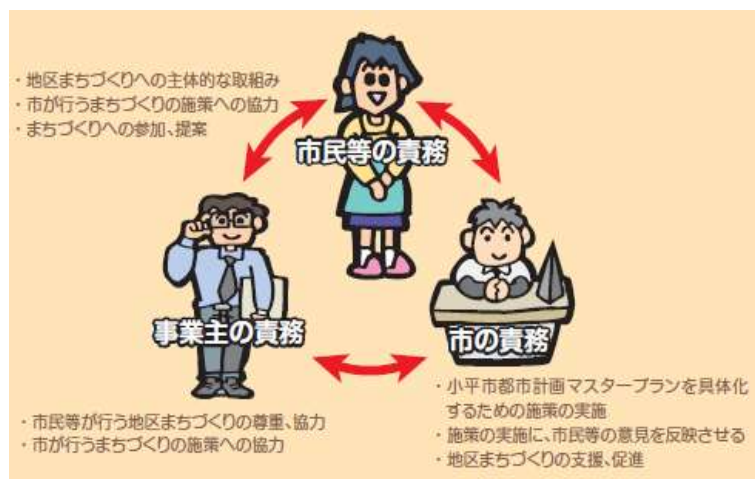 ・地区まちづくりへの主体的な取組み
・市が行うまちづくりの施策への協力
・まちづくりへの参加、提案
市民等の責務
事業主の責務
市の責務
・市民等が行う地区まちづくりの尊重、協力
・市が行うまちづくりの施策への協力
・小平市都市計画マスタープランを具体化
するための施策の実施
・施策の実施に、市民等の意見を反映させる
・地区まちづくりの支援、促進